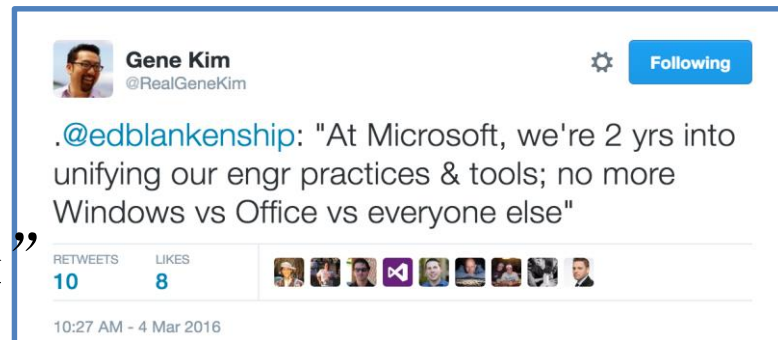 Gene Kim
@RealGeneKim
Following
.@edblankenship: "At Microsoft, we're 2 yrs into
unifying our engr practices & tools; no more
Windows vs Office vs everyone else"
”
RETWEETS LIKES
10 8
10:27 AM - 4 Mar 2016